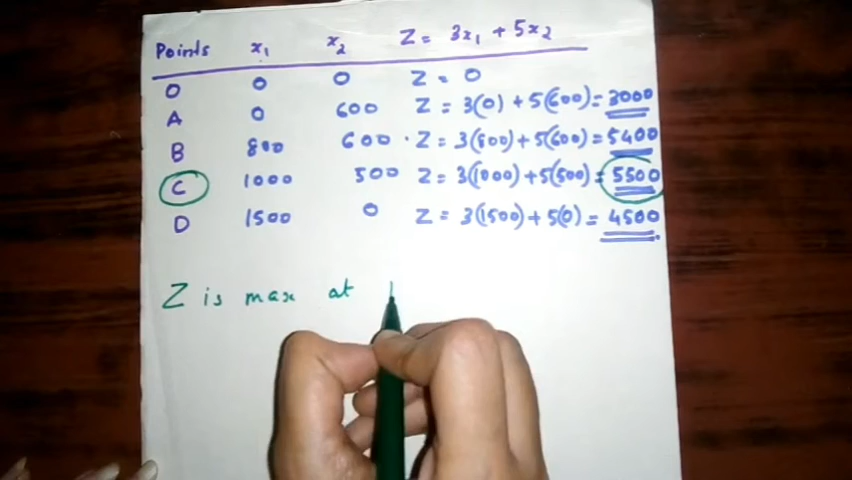 Points x₁ x₂ Z = 3x₁ + 5x₂
O 0 0 Z = 0
A 0 600 Z = 3(0) + 5(600) = 3000
B 800 600 · Z = 3(800) + 5(600) = 5400
C 1000 500 Z = 3(1000) + 5(500) = 5500
D 1500 0 Z = 3(1500) + 5(0) = 4500
Z is max at